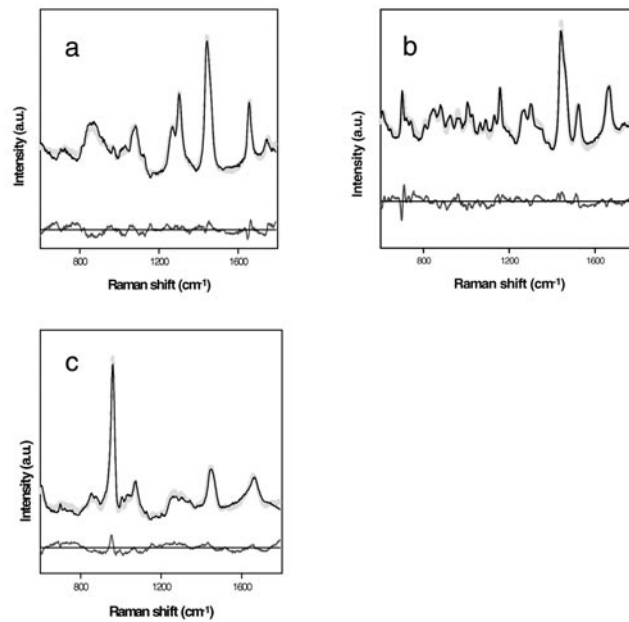 a
Intensity (a.u.)
800 1200 1600
Raman shift (cm-1)
b
Intensity (a.u.)
800 1200 1600
Raman shift (cm-1)
c
Intensity (a.u.)
800 1200 1600
Raman shift (cm-1)